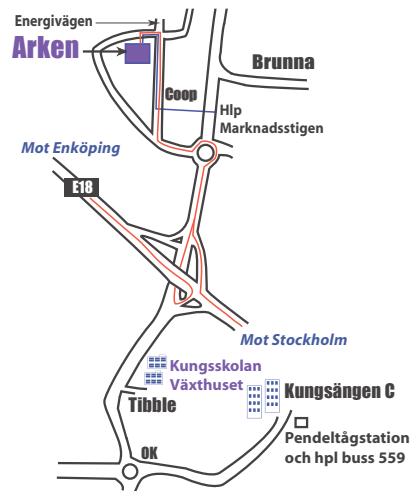 Energivägen
Arken
Brunna
Coop
Hlp
Marknadsstigen
Mot Enköping
E18
Mot Stockholm
Kungsskolan
Växthuset
Kungsängen C
Tibble
Pendeltågstation
och hpl buss 559
OK